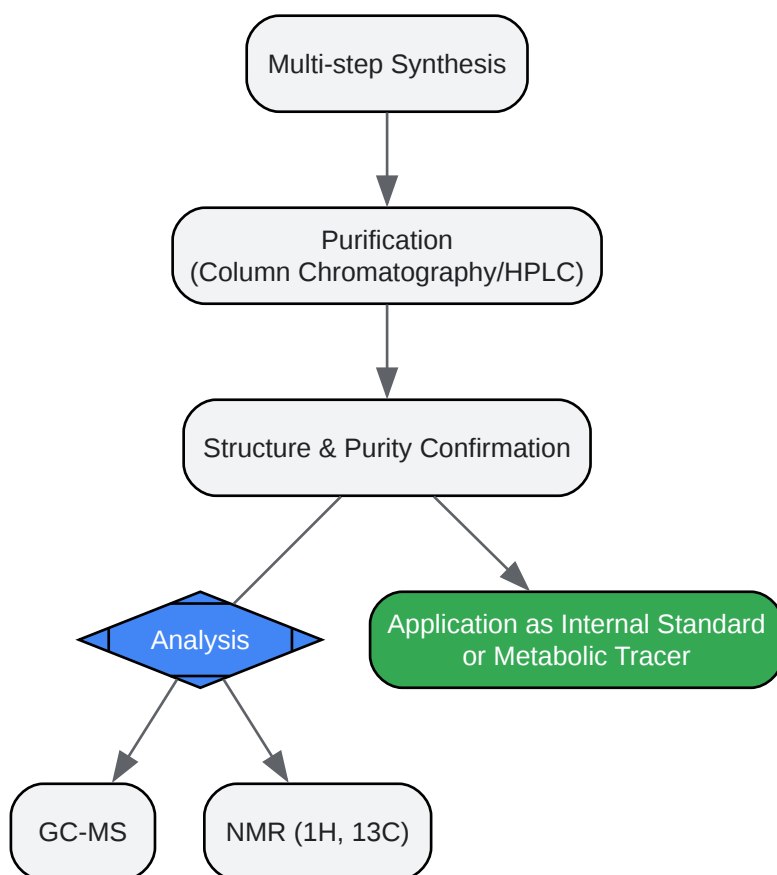 Multi-step Synthesis
Purification
(Column Chromatography/HPLC)
Structure & Purity Confirmation
Analysis
Application as Internal Standard
or Metabolic Tracer
GC-MS
NMR (1H, 13C)